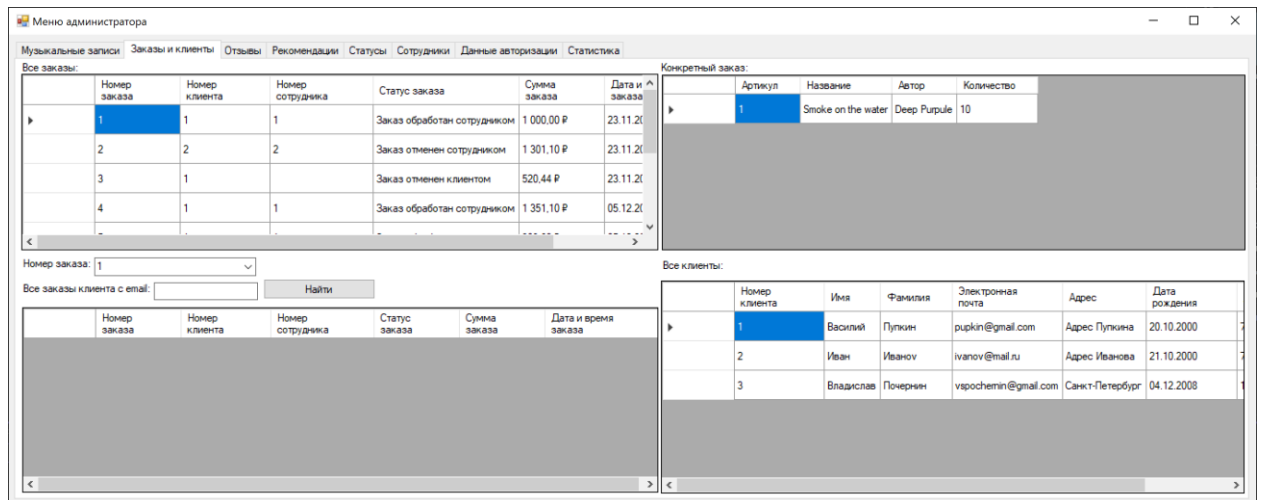 Меню администратора
Музыкальные записи Заказы и клиенты Отзывы Рекомендации Статусы Сотрудники Данные авторизации Статистика
Все заказы:
Номер заказа Номер клиента Номер сотрудника Статус заказа Сумма заказа Дата и заказа
1 1 1 Заказ обработан сотрудником 1 000,00 ₽ 23.11.20
2 2 2 Заказ отменен сотрудником 1 301,10 ₽ 23.11.20
3 1 Заказ отменен клиентом 520,44 ₽ 23.11.20
4 1 1 Заказ обработан сотрудником 1 351,10 ₽ 05.12.20
Конкретный заказ:
Артикул Название Автор Количество
1 Smoke on the water Deep Purpule 10
Номер заказа: 1
Все заказы клиента с email: Найти
Номер заказа Номер клиента Номер сотрудника Статус заказа Сумма заказа Дата и время заказа
Все клиенты:
Номер клиента Имя Фамилия Электронная почта Адрес Дата рождения
1 Василий Пупкин pupkin@gmail.com Адрес Пупкина 20.10.2000 7
2 Иван Иваноv ivanov@mail.ru Адрес Иванова 21.10.2000 7
3 Владислав Почернин vspochernin@gmail.com Санкт-Петербург 04.12.2008 1